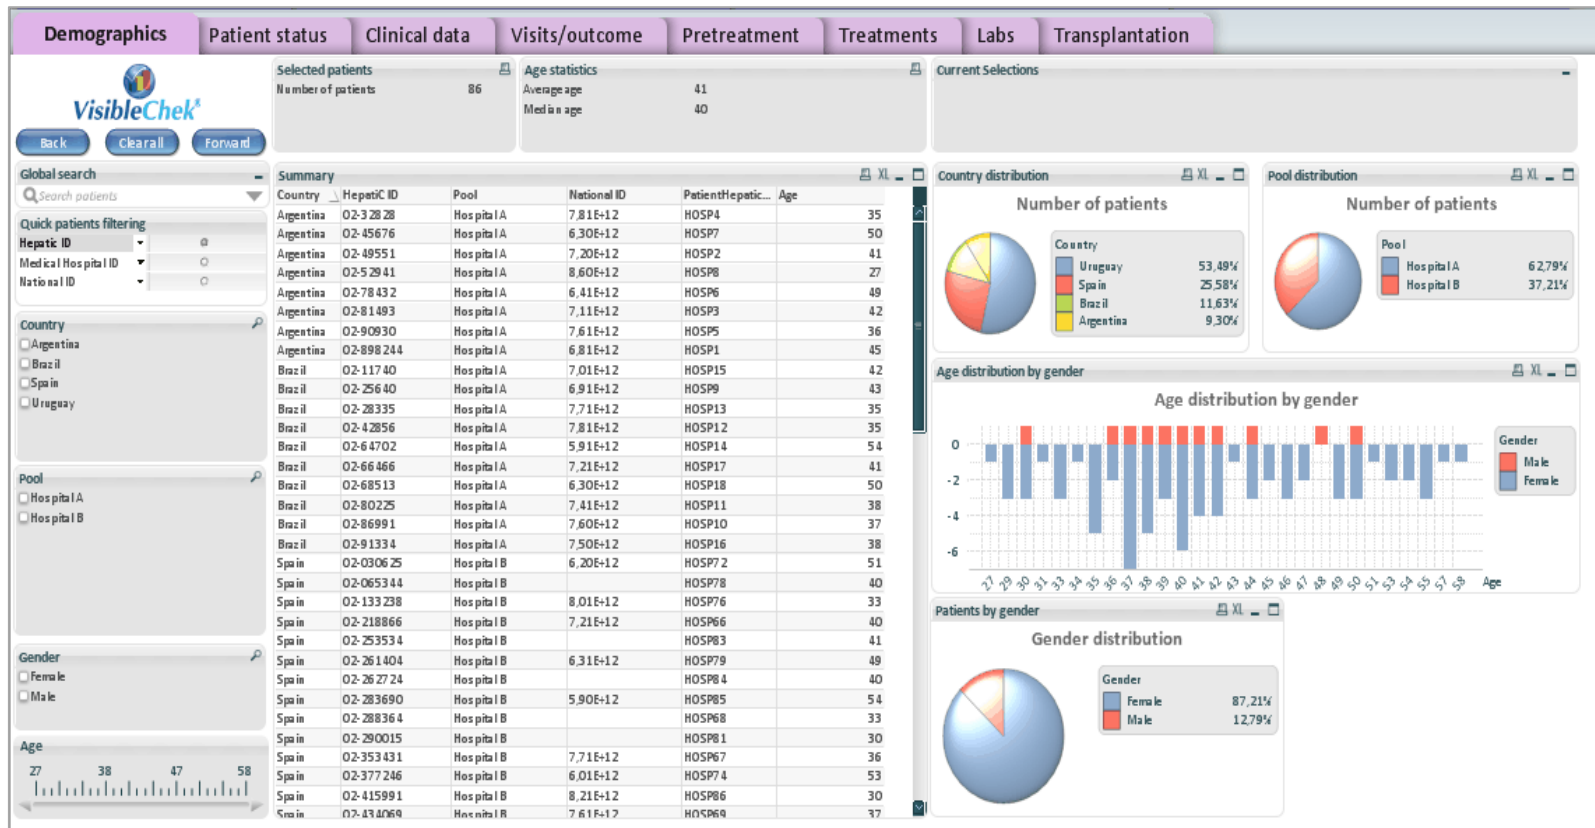 Demographics Patient status Clinical data Visits/outcome Pretreatment Treatments Labs Transplantation
VisibleChek
Back Clear all Forward
Selected patients
Number of patients 86
Age statistics
Average age 41
Median age 40
Current Selections
Global search
Search patients
Quick patients filtering
Hepatic ID
Medical Hospital ID
National ID
Country
Argentina
Brazil
Spain
Uruguay
Pool
Hospital A
Hospital B
Gender
Female
Male
Age
27 38 47 58
Summary XL
Country HepatiC ID Pool National ID PatientHepatic... Age
Argentina 02-32828 Hospital A 7,81E+12 HOSP4 35
Argentina 02-45676 Hospital A 6,30E+12 HOSP7 50
Argentina 02-49551 Hospital A 7,20E+12 HOSP2 41
Argentina 02-52941 Hospital A 8,60E+12 HOSP8 27
Argentina 02-78432 Hospital A 6,41E+12 HOSP6 49
Argentina 02-81493 Hospital A 7,11E+12 HOSP3 42
Argentina 02-90930 Hospital A 7,61E+12 HOSP5 36
Argentina 02-898244 Hospital A 6,81E+12 HOSP1 45
Brazil 02-11740 Hospital A 7,01E+12 HOSP15 42
Brazil 02-25640 Hospital A 6,91E+12 HOSP9 43
Brazil 02-28335 Hospital A 7,71E+12 HOSP13 35
Brazil 02-42856 Hospital A 7,81E+12 HOSP12 35
Brazil 02-64702 Hospital A 5,91E+12 HOSP14 54
Brazil 02-66466 Hospital A 7,21E+12 HOSP17 41
Brazil 02-68513 Hospital A 6,30E+12 HOSP18 50
Brazil 02-80225 Hospital A 7,41E+12 HOSP11 38
Brazil 02-86991 Hospital A 7,60E+12 HOSP10 37
Brazil 02-91334 Hospital A 7,50E+12 HOSP16 38
Spain 02-030625 Hospital B 6,20E+12 HOSP72 51
Spain 02-065344 Hospital B HOSP78 40
Spain 02-133238 Hospital B 8,01E+12 HOSP76 33
Spain 02-218866 Hospital B 7,21E+12 HOSP66 40
Spain 02-253534 Hospital B HOSP83 41
Spain 02-261404 Hospital B 6,31E+12 HOSP79 49
Spain 02-262724 Hospital B HOSP84 40
Spain 02-283690 Hospital B 5,90E+12 HOSP85 54
Spain 02-288364 Hospital B HOSP68 33
Spain 02-290015 Hospital B HOSP81 30
Spain 02-353431 Hospital B 7,71E+12 HOSP67 36
Spain 02-377246 Hospital B 6,01E+12 HOSP74 53
Spain 02-415991 Hospital B 8,21E+12 HOSP86 30
Spain 02-434069 Hospital B 7,61E+12 HOSP69 37
Country distribution XL
Number of patients
Country
Uruguay 53,49%
Spain 25,58%
Brazil 11,63%
Argentina 9,30%
Pool distribution XL
Number of patients
Pool
Hospital A 62,79%
Hospital B 37,21%
Age distribution by gender XL
Age distribution by gender
0
-2
-4
-6
27 29 30 31 33 34 35 36 37 38 39 40 41 42 43 44 45 46 47 48 49 50 51 53 54 55 57 58 Age
Gender
Male
Female
Patients by gender XL
Gender distribution
Gender
Female 87,21%
Male 12,79%